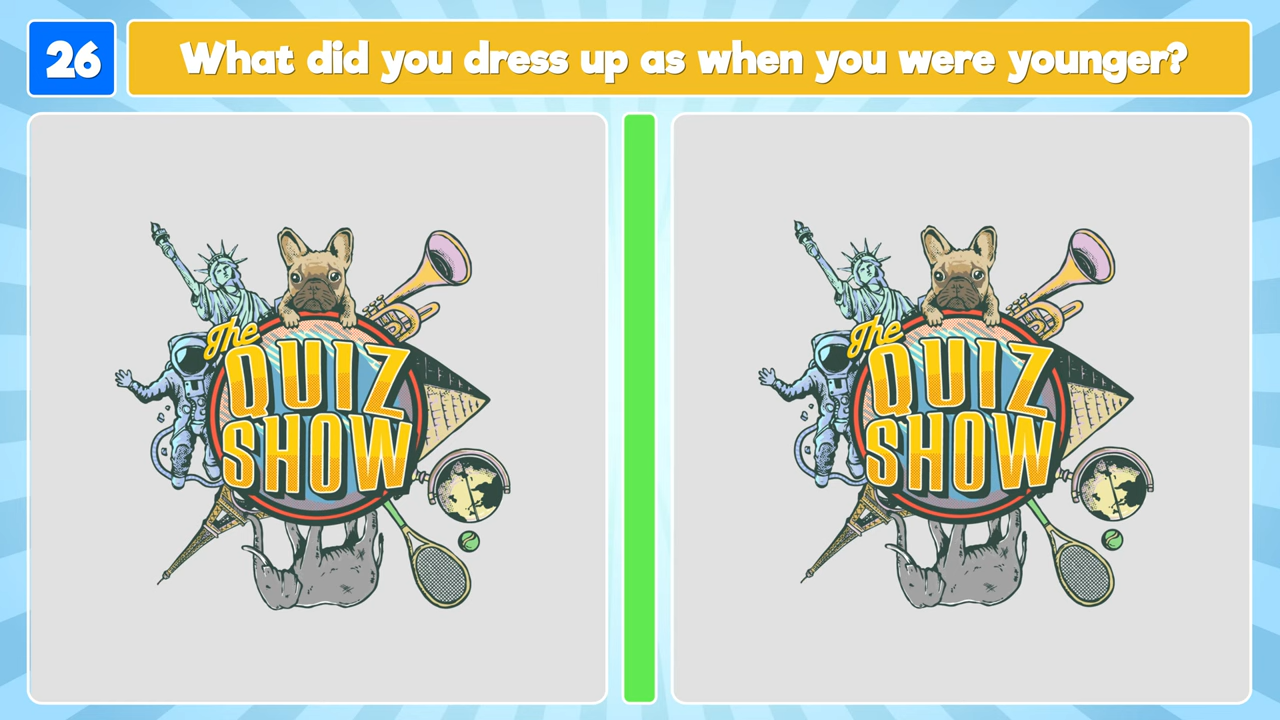 26
What did you dress up as when you were younger?
The
QUIZ
SHOW
The
QUIZ
SHOW